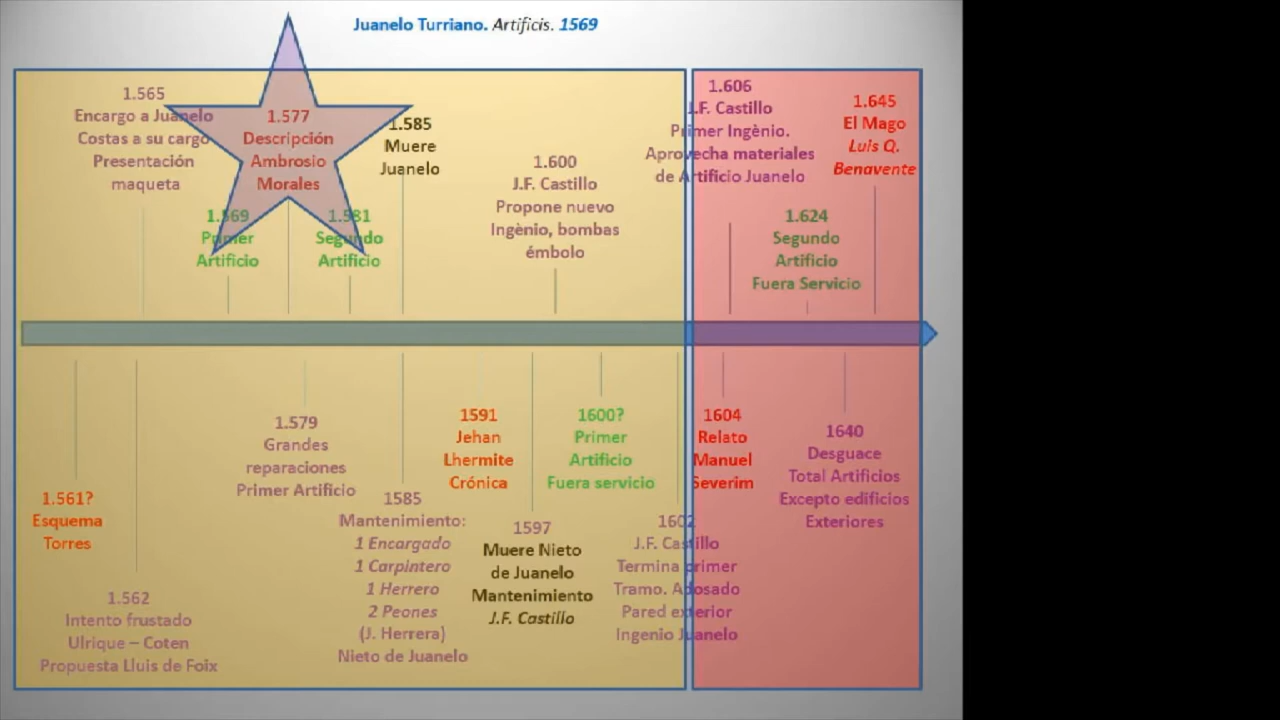 Juanelo Turriano. Artificis. 1569
1.565
Encargo a Juanelo
Costas a su cargo
Presentación
maqueta
1.577
Descripción
Ambrosio
Morales
1.569
Primer
Artificio
1.581
Segundo
Artificio
1.585
Muere
Juanelo
1.600
J.F. Castillo
Propone nuevo
Ingènio, bombas
émbolo
1.606
J.F. Castillo
Primer Ingènio.
Aprovecha materiales
de Artificio Juanelo
1.645
El Mago
Luis Q.
Benavente
1.624
Segundo
Artificio
Fuera Servicio
1.561?
Esquema
Torres
1.562
Intento frustado
Ulrique – Coten
Propuesta Lluis de Foix
1.579
Grandes
reparaciones
Primer Artificio
1585
Mantenimiento:
1 Encargado
1 Carpintero
1 Herrero
2 Peones
(J. Herrera)
Nieto de Juanelo
1591
Jehan
Lhermite
Crónica
1597
Muere Nieto
de Juanelo
Mantenimiento
J.F. Castillo
1600?
Primer
Artificio
Fuera servicio
1602
J.F. Castillo
Termina primer
Tramo. Adosado
Pared exterior
Ingenio Juanelo
1604
Relato
Manuel
Severim
1640
Desguace
Total Artificios
Excepto edificios
Exteriores